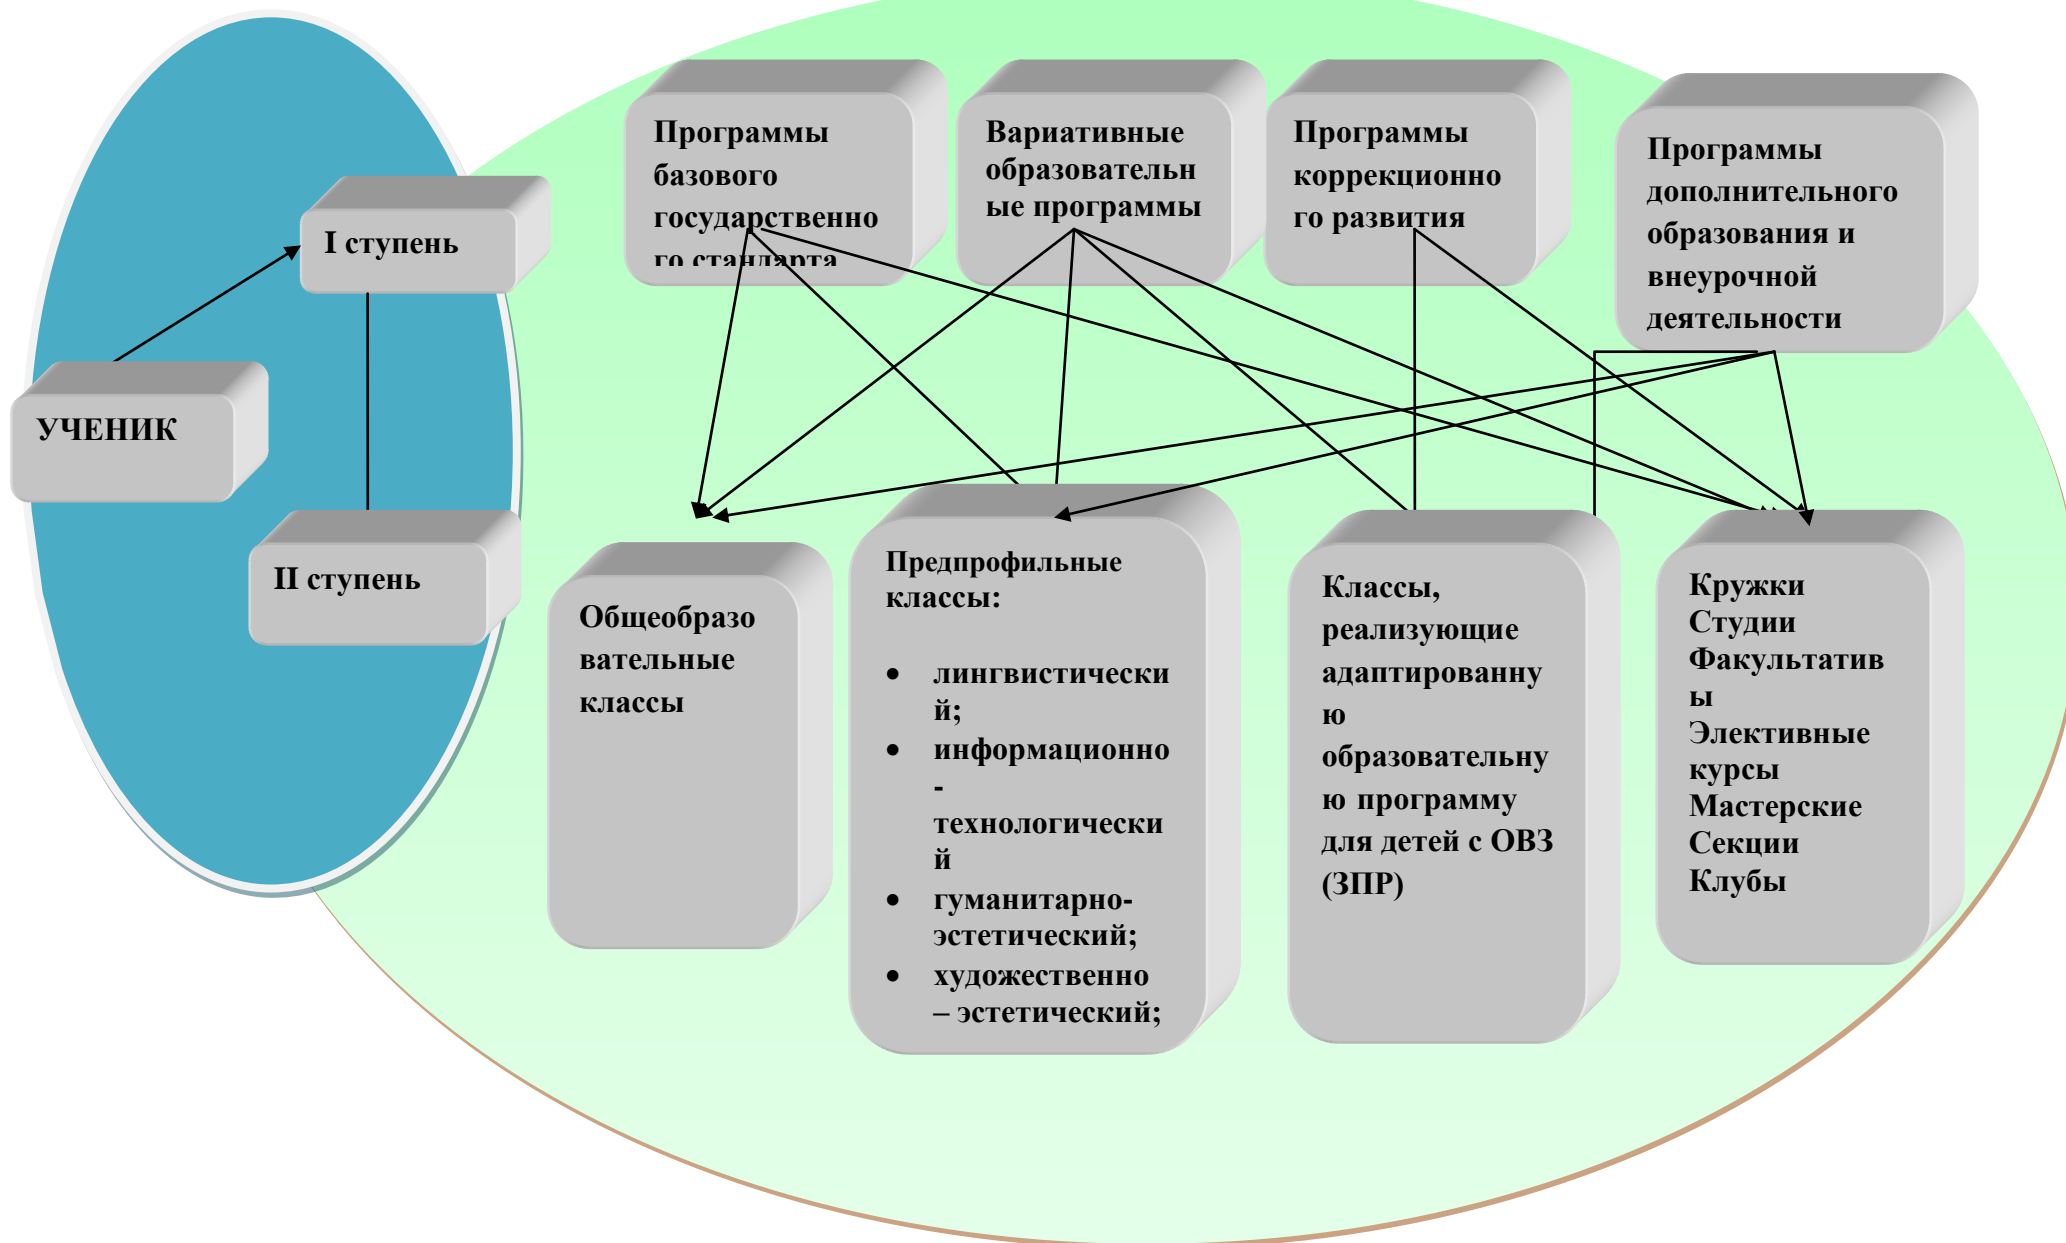 Программы
базового
государственно
го стандарта
Вариативные
образовательн
ые программы
Программы
коррекционно
го развития
Программы
дополнительного
образования и
внеурочной
деятельности
I ступень
УЧЕНИК
II ступень
Общеобразо
вательные
классы
Предпрофильные
классы:
• лингвистически
й;
• информационно
-
технологически
й
• гуманитарно-
эстетический;
• художественно
– эстетический;
Классы,
реализующие
адаптированну
ю
образовательну
ю программу
для детей с ОВЗ
(ЗПР)
Кружки
Студии
Факультатив
ы
Элективные
курсы
Мастерские
Секции
Клубы